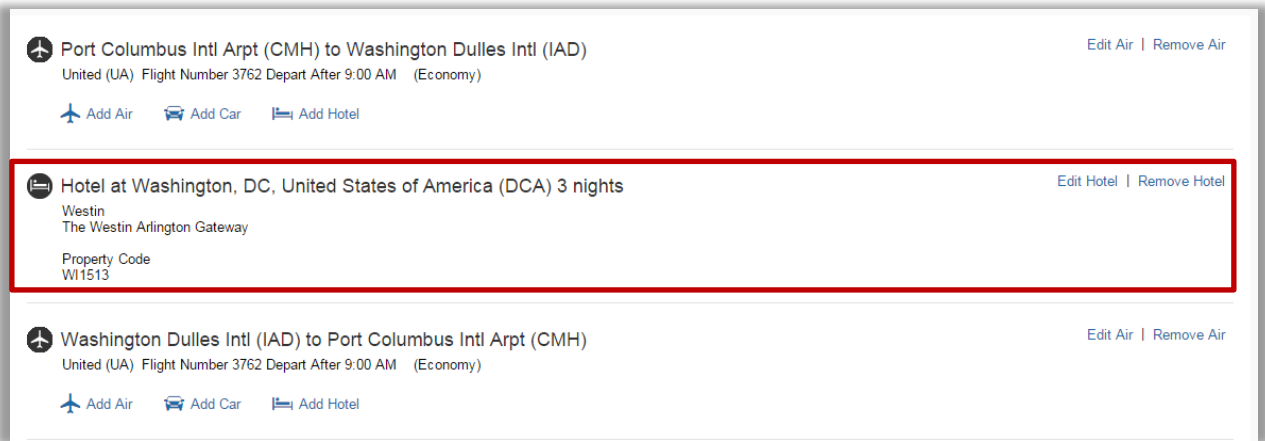 Port Columbus Intl Arpt (CMH) to Washington Dulles Intl (IAD)
Edit Air | Remove Air
United (UA) Flight Number 3762 Depart After 9:00 AM (Economy)
Add Air Add Car Add Hotel
Hotel at Washington, DC, United States of America (DCA) 3 nights
Edit Hotel | Remove Hotel
Westin
The Westin Arlington Gateway
Property Code
WI1513
Washington Dulles Intl (IAD) to Port Columbus Intl Arpt (CMH)
Edit Air | Remove Air
United (UA) Flight Number 3762 Depart After 9:00 AM (Economy)
Add Air Add Car Add Hotel